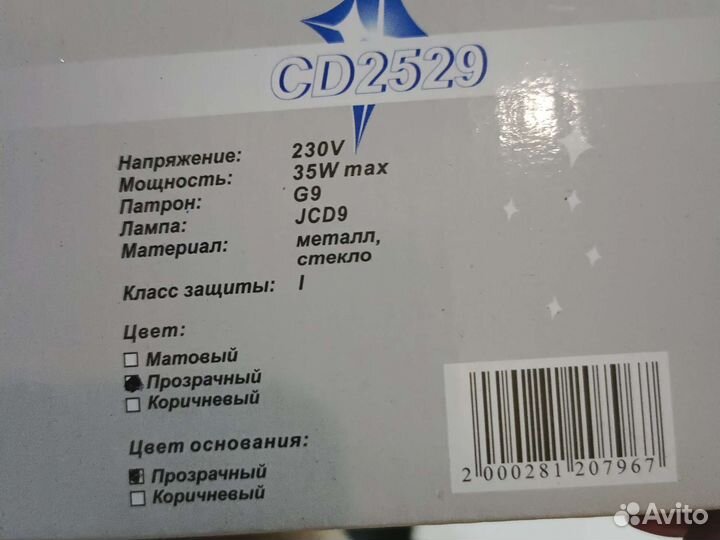 CD2529
Напряжение: 230V
Мощность: 35W max
Патрон: G9
Лампа: JCD9
Материал: металл,
стекло
Класс защиты: I
Цвет:
Матовый
Прозрачный
Коричневый
Цвет основания:
Прозрачный
Коричневый
2 000281 207967
Avito